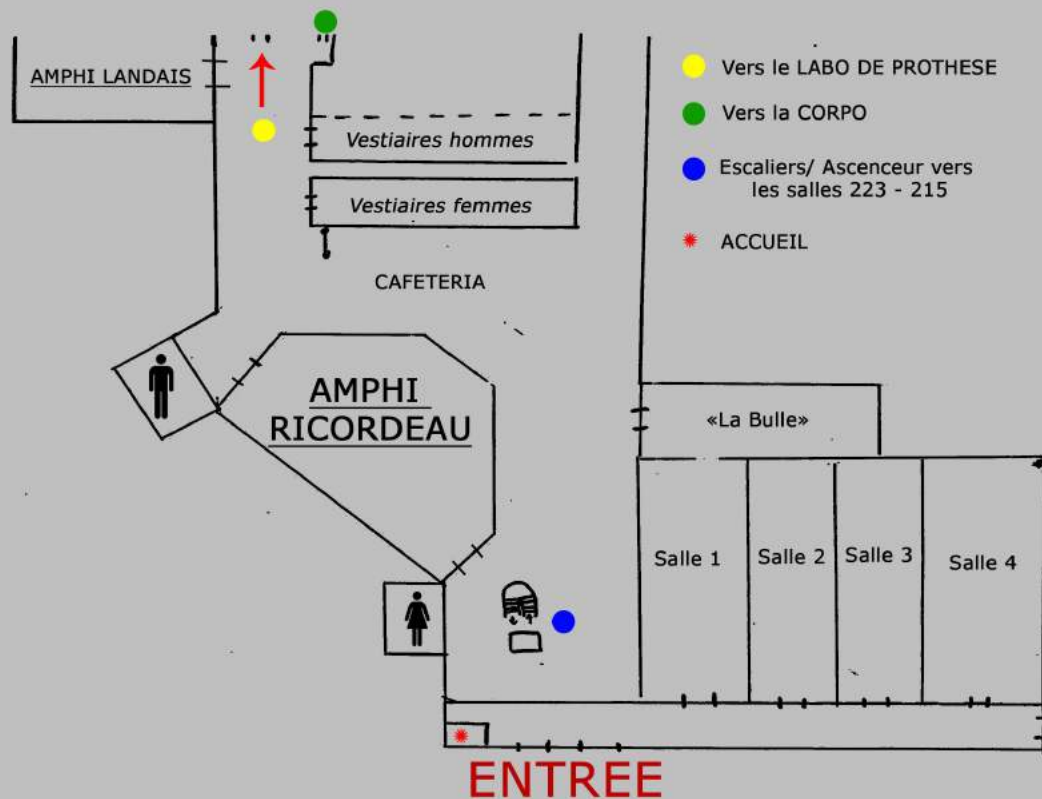 AMPHI LANDAIS
Vestiaires hommes
Vestiaires femmes
CAFETERIA
Vers le LABO DE PROTHESE
Vers la CORPO
Escaliers/ Ascenceur vers
les salles 223 - 215
ACCUEIL
AMPHI
RICORDEAU
«La Bulle»
Salle 1
Salle 2
Salle 3
Salle 4
ENTREE